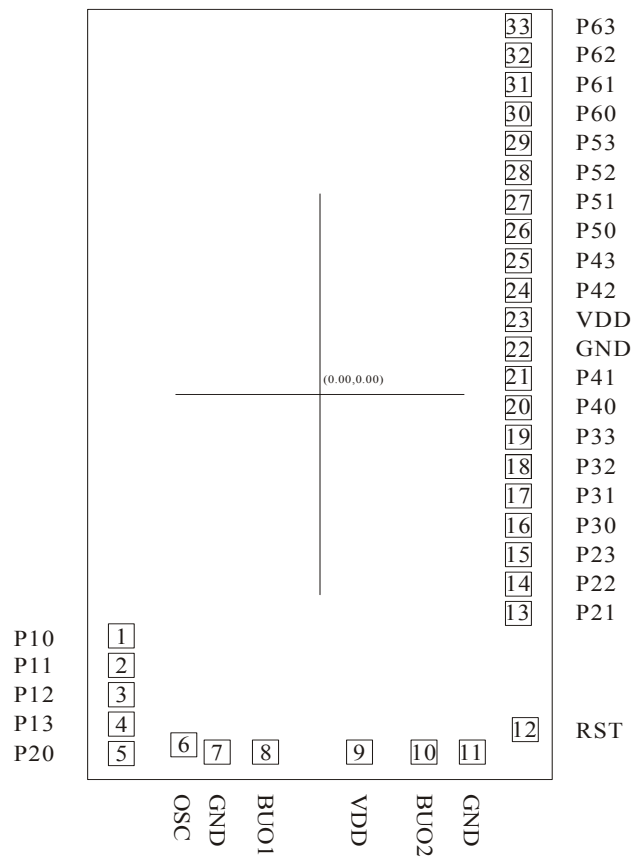 33 P63
32 P62
31 P61
30 P60
29 P53
28 P52
27 P51
26 P50
25 P43
24 P42
23 VDD
22 GND
(0.00,0.00)
21 P41
20 P40
19 P33
18 P32
17 P31
16 P30
15 P23
14 P22
13 P21
P10 1
P11 2
P12 3
P13 4
P20 5
12 RST
6 7 8 9 10 11
OSC
GND
BUO1
VDD
BUO2
GND